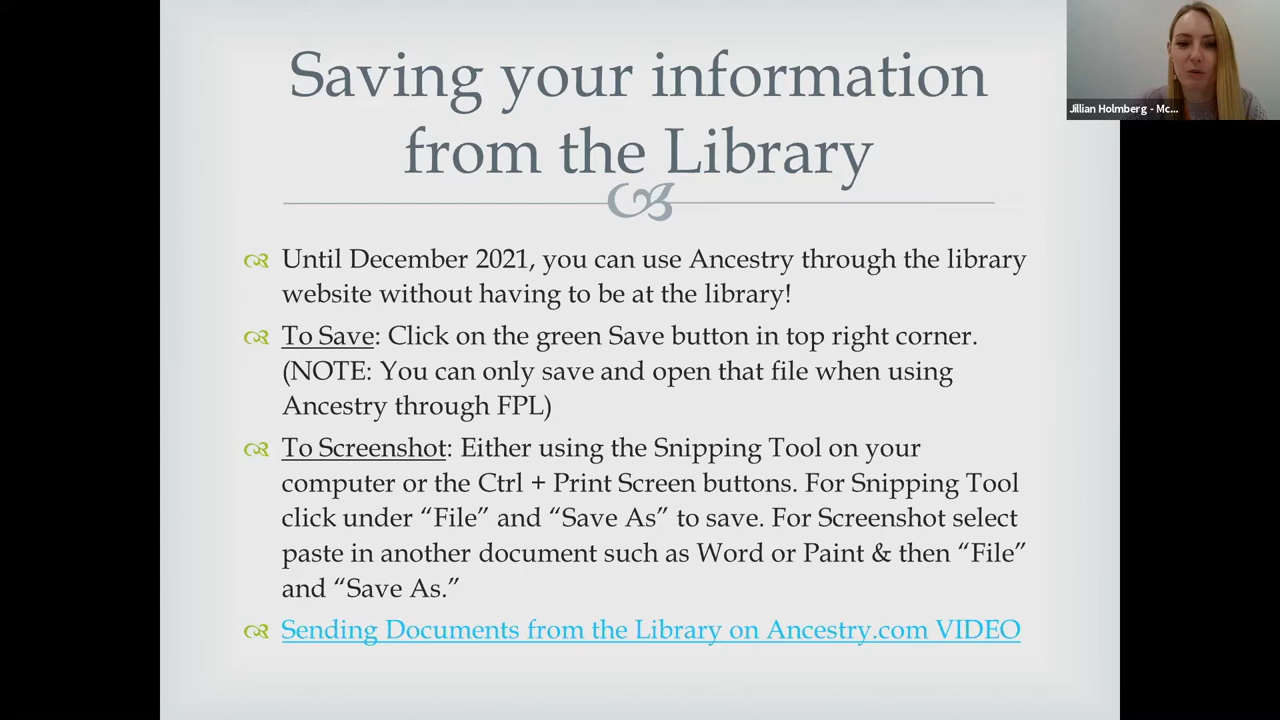 Saving your information
from the Library
Jillian Holmberg - Mc...
Until December 2021, you can use Ancestry through the library
website without having to be at the library!
To Save: Click on the green Save button in top right corner.
(NOTE: You can only save and open that file when using
Ancestry through FPL)
To Screenshot: Either using the Snipping Tool on your
computer or the Ctrl + Print Screen buttons. For Snipping Tool
click under “File” and “Save As” to save. For Screenshot select
paste in another document such as Word or Paint & then “File”
and “Save As.”
Sending Documents from the Library on Ancestry.com VIDEO